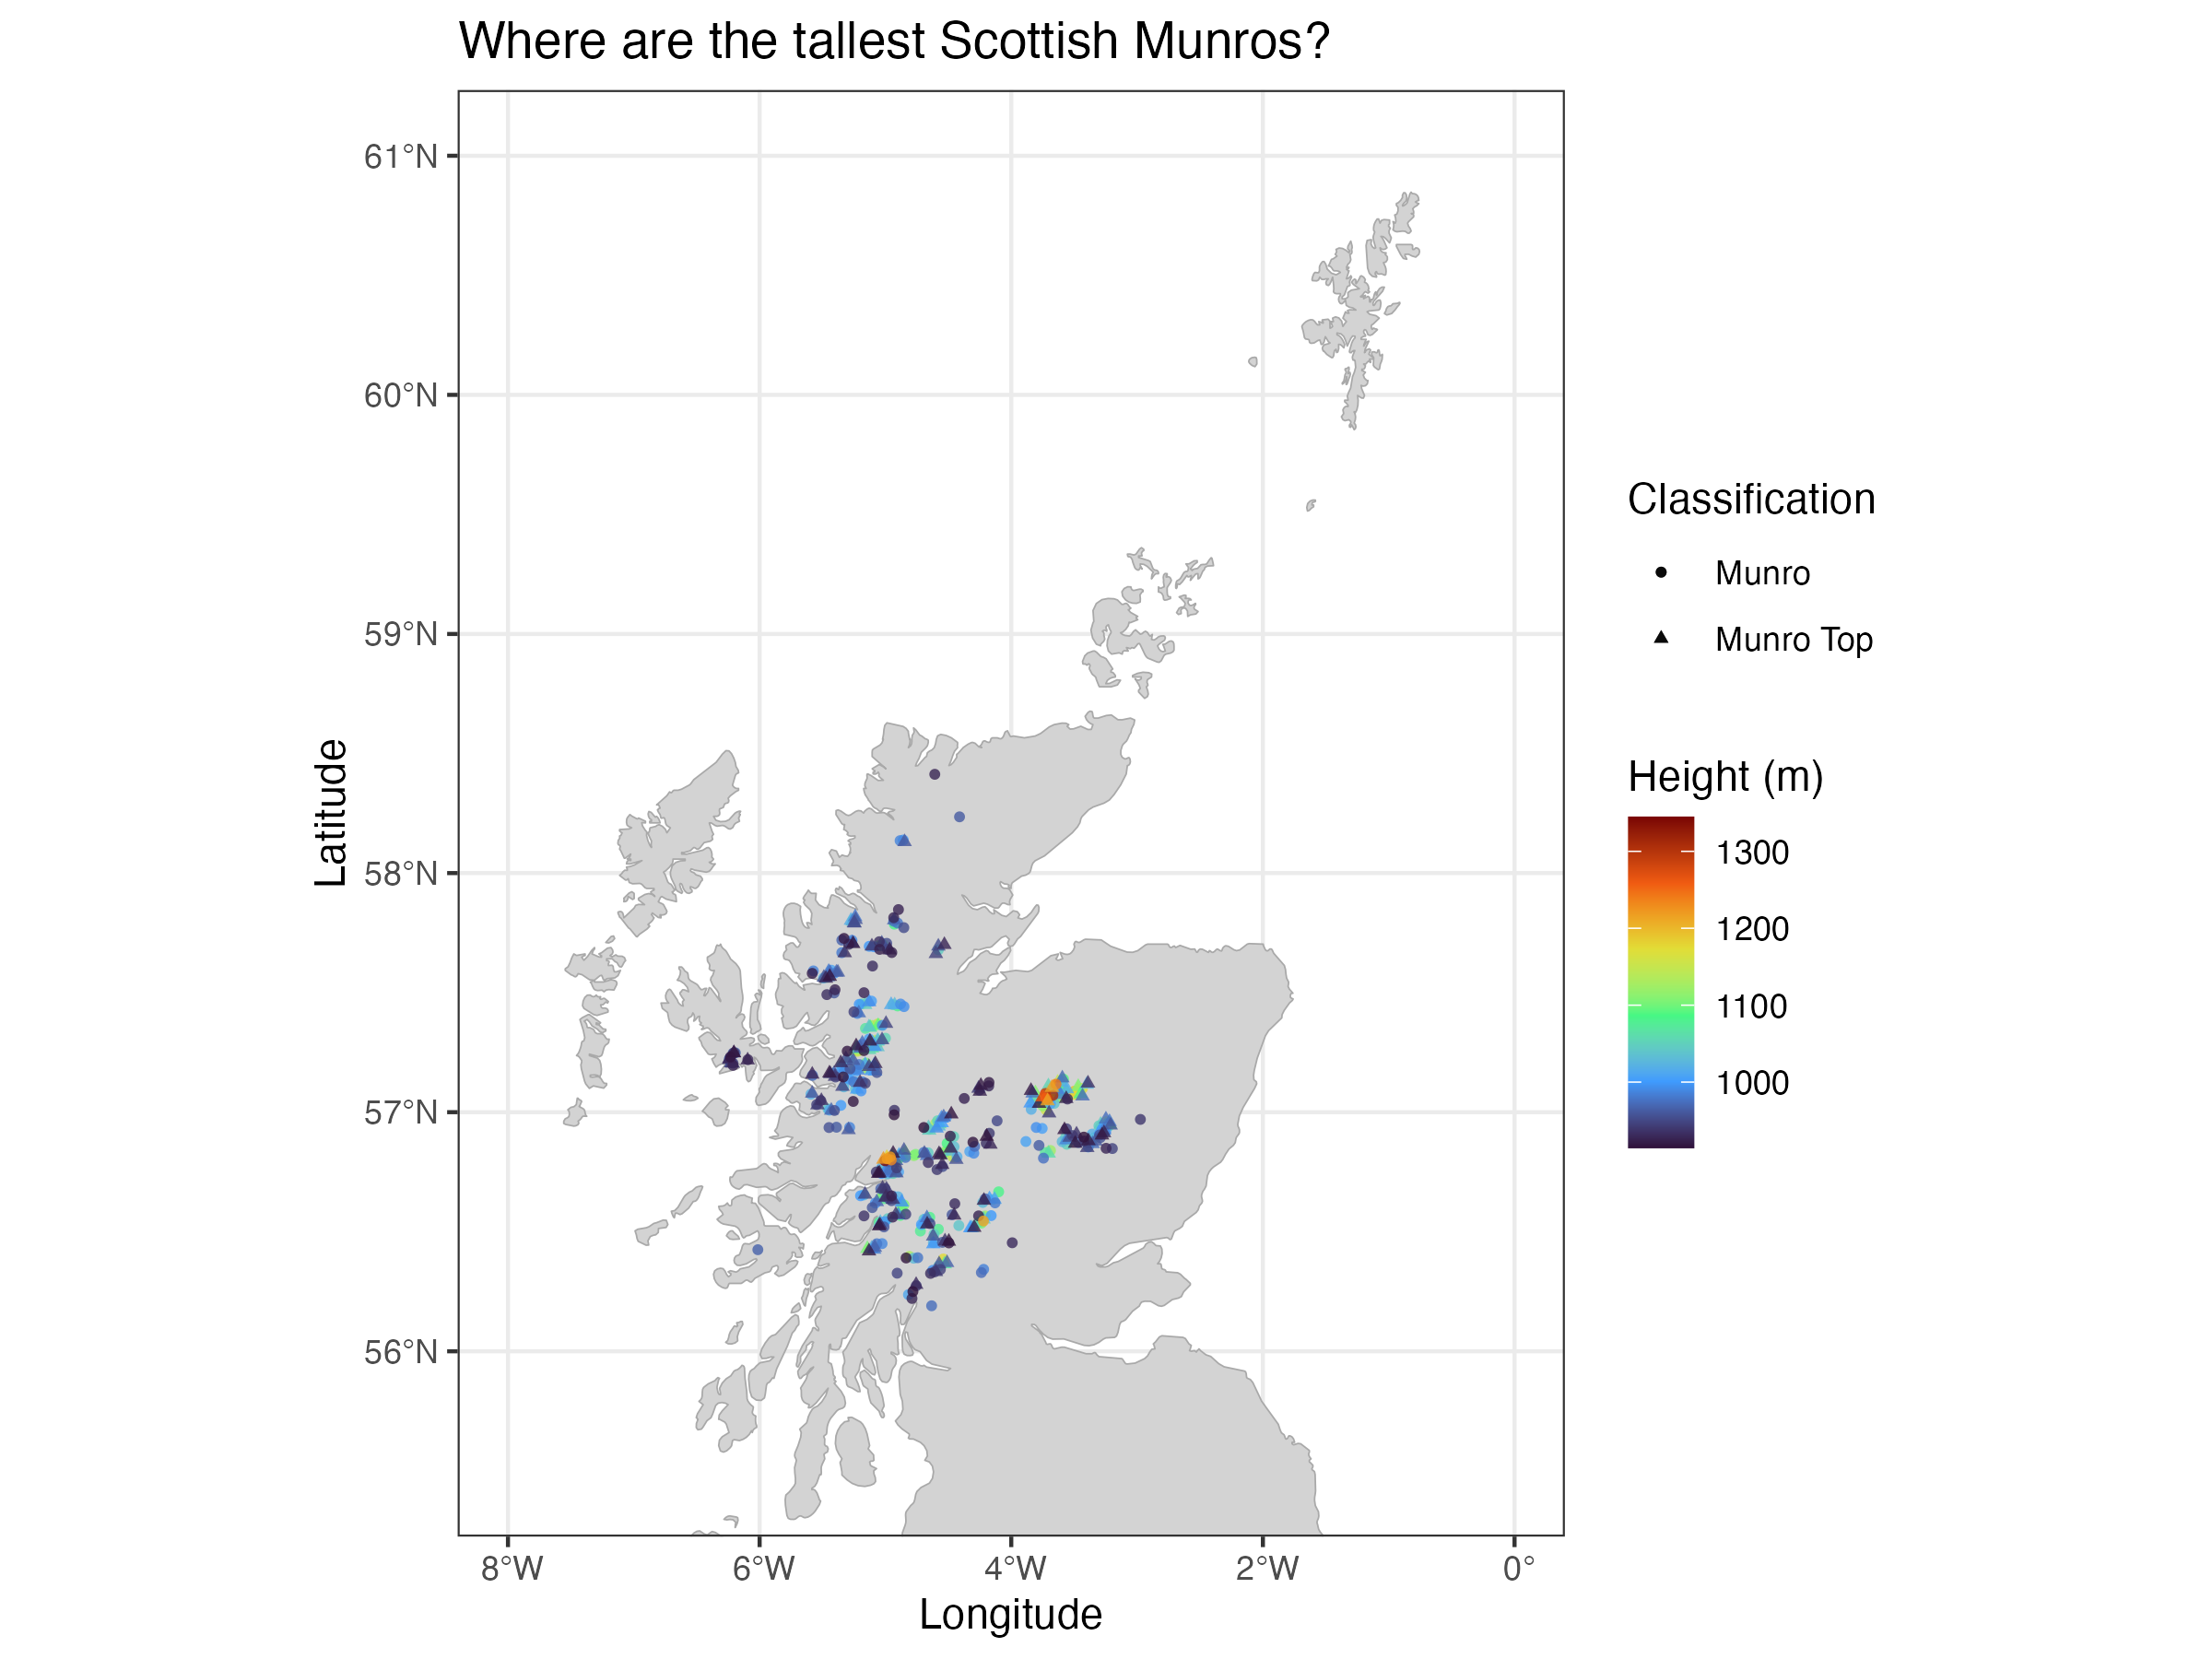 Where are the tallest Scottish Munros?
61°N
60°N
59°N
58°N
57°N
56°N
Latitude
8°W
6°W
4°W
2°W
0°
Longitude
Classification
Munro
Munro Top
Height (m)
1300
1200
1100
1000